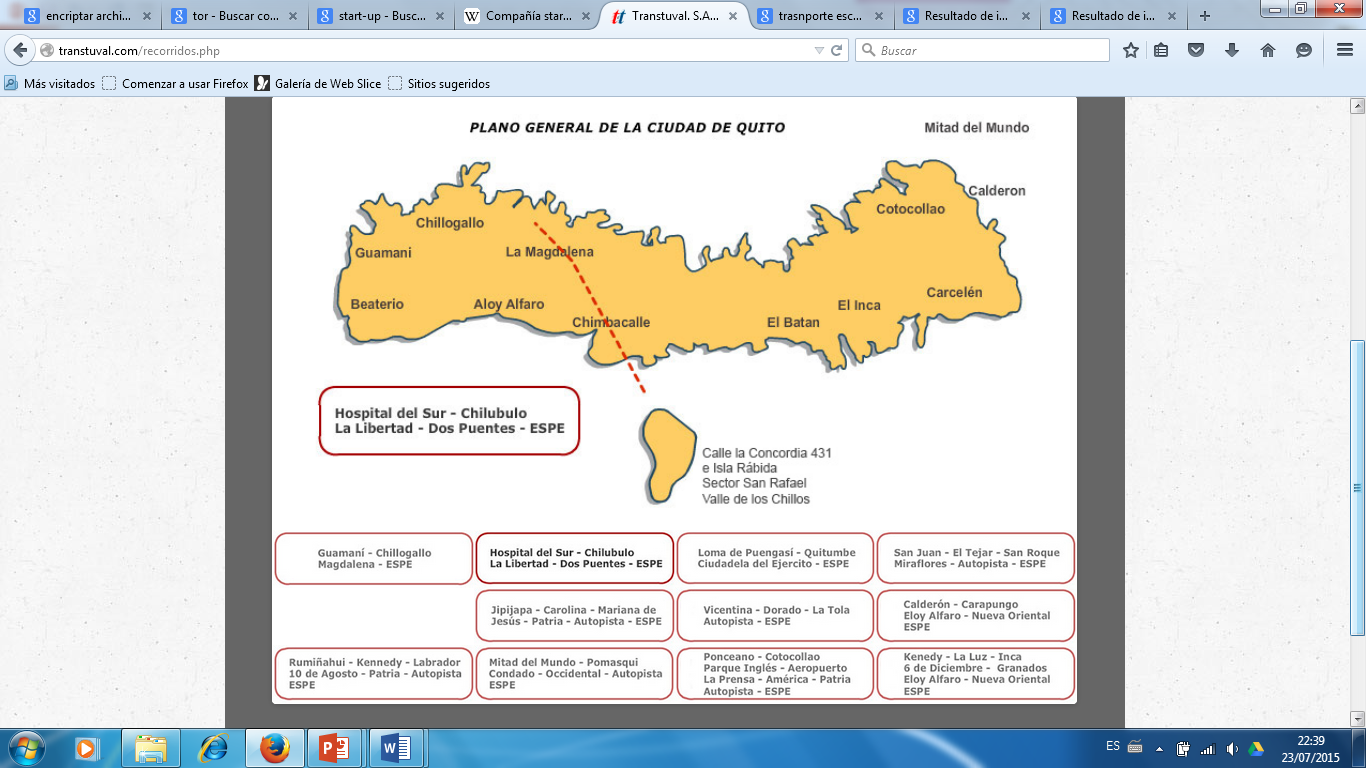 encriptar archi...
tor - Buscar co...
start-up - Busc...
Compañía star...
Transtuval. S.A...
trasnporte esc...
Resultado de i...
Resultado de i...
transtuval.com/recorridos.php
Buscar
Más visitados
Comenzar a usar Firefox
Galería de Web Slice
Sitios sugeridos
PLANO GENERAL DE LA CIUDAD DE QUITO
Mitad del Mundo
Calderon
Cotocollao
Chillogallo
Guamani
La Magdalena
Carcelén
Beaterio
Aloy Alfaro
El Inca
Chimbacalle
El Batan
Hospital del Sur - Chilubulo
La Libertad - Dos Puentes - ESPE
Calle la Concordia 431
e Isla Rábida
Sector San Rafael
Valle de los Chillos
Guamaní - Chillogallo
Magdalena - ESPE
Hospital del Sur - Chilubulo
La Libertad - Dos Puentes - ESPE
Loma de Puengasí - Quitumbe
Ciudadela del Ejercito - ESPE
San Juan - El Tejar - San Roque
Miraflores - Autopista - ESPE
Jipijapa - Carolina - Mariana de
Jesús - Patria - Autopista - ESPE
Vicentina - Dorado - La Tola
Autopista - ESPE
Calderón - Carapungo
Eloy Alfaro - Nueva Oriental
ESPE
Rumiñahui - Kennedy - Labrador
10 de Agosto - Patria - Autopista
ESPE
Mitad del Mundo - Pomasqui
Condado - Occidental - Autopista
ESPE
Ponceano - Cotocollao
Parque Inglés - Aeropuerto
La Prensa - América - Patria
Autopista - ESPE
Kenedy - La Luz - Inca
6 de Diciembre - Granados
Eloy Alfaro - Nueva Oriental
ESPE
ES
22:39
23/07/2015